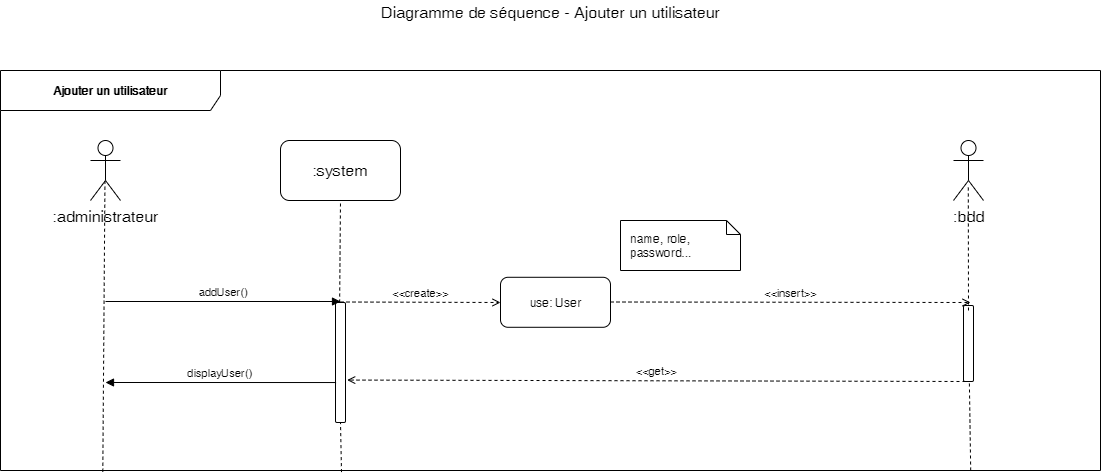 Diagramme de séquence - Ajouter un utilisateur
Ajouter un utilisateur
:system
:administrateur
:bdd
name, role,
password...
addUser()
<<create>>
use: User
<<insert>>
displayUser()
<<get>>